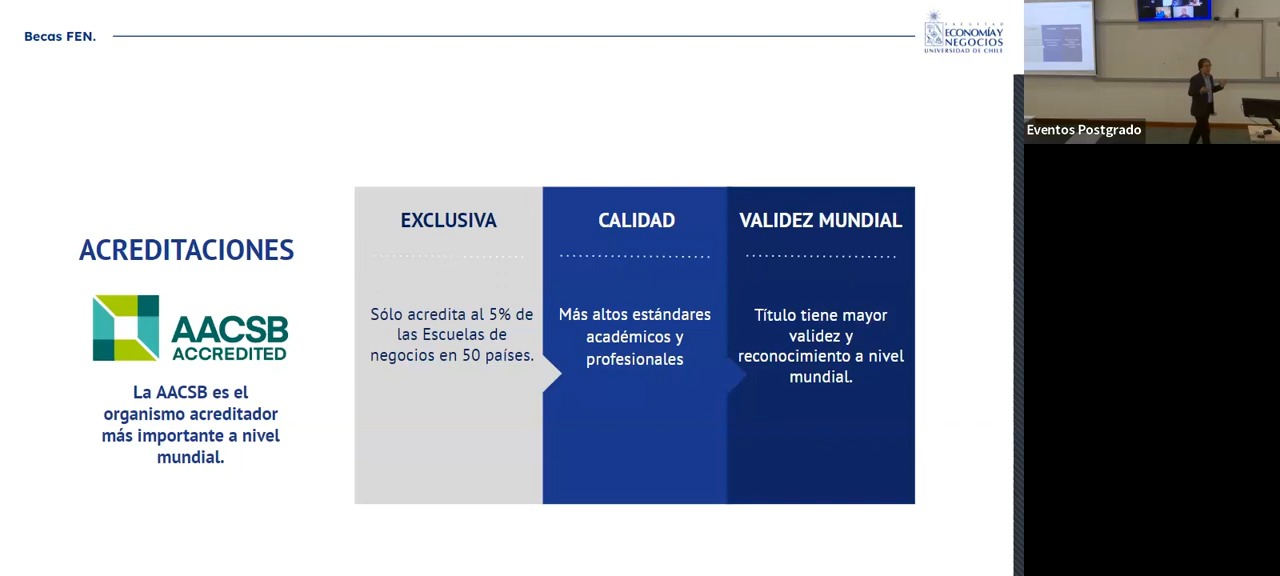 Becas FEN.
FACULTAD
ECONOMÍA Y
NEGOCIOS
UNIVERSIDAD DE CHILE
Eventos Postgrado
ACREDITACIONES
AACSB
ACCREDITED
La AACSB es el
organismo acreditador
más importante a nivel
mundial.
EXCLUSIVA
Sólo acredita al 5% de
las Escuelas de
negocios en 50 países.
CALIDAD
Más altos estándares
académicos y
profesionales
VALIDEZ MUNDIAL
Título tiene mayor
validez y
reconocimiento a nivel
mundial.